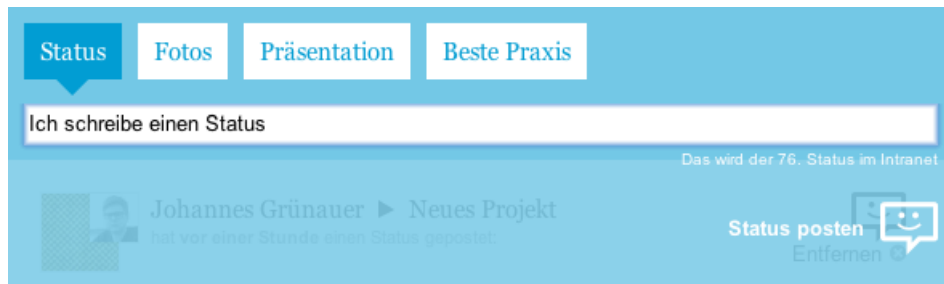 Status Fotos Präsentation Beste Praxis
Ich schreibe einen Status
Das wird der 76. Status im Intranet
Johannes Grünauer ► Neues Projekt
hat vor einer Stunde einen Status gepostet:
Status posten
Entfernen